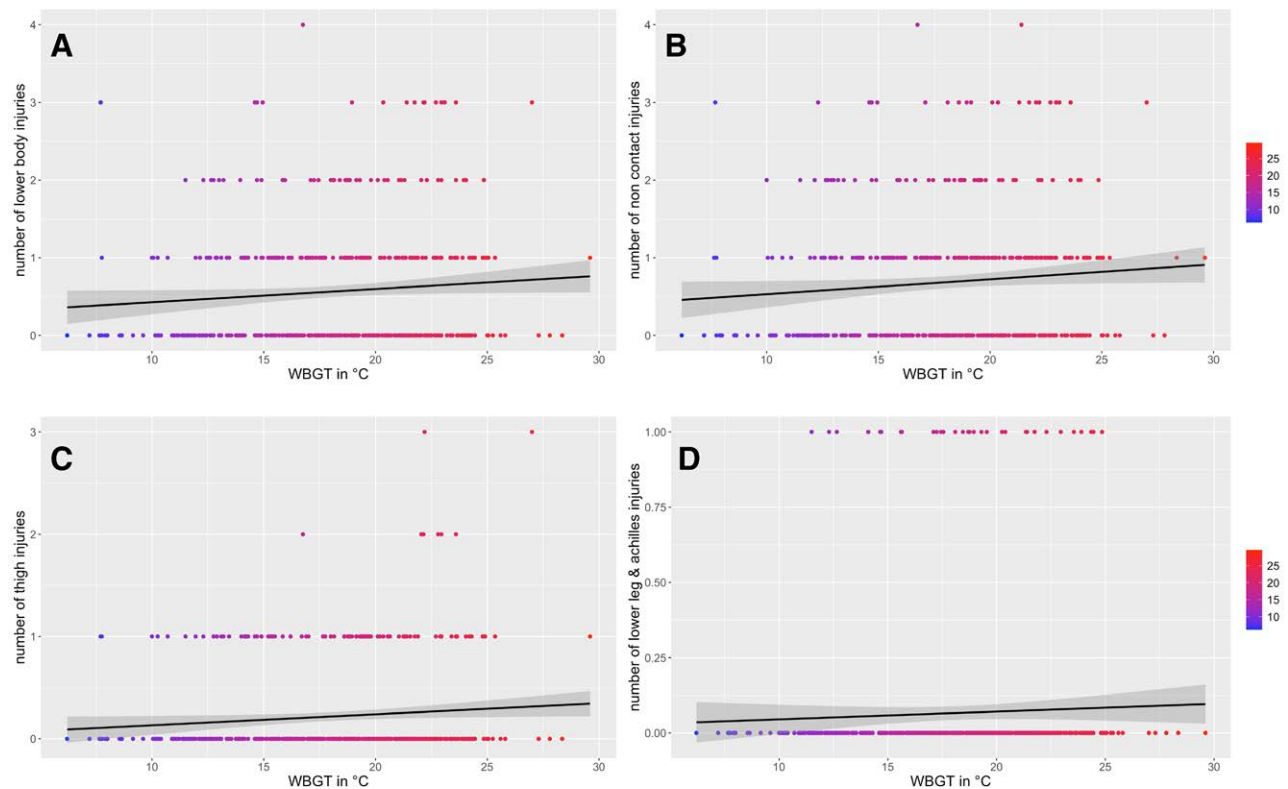 A
number of lower body injuries
4
3
2
1
0
10 15 20 25 30
WBGT in °C
B
number of non contact injuries
4
3
2
1
0
10 15 20 25 30
WBGT in °C
25
20
15
10
C
number of thigh injuries
3
2
1
0
10 15 20 25 30
WBGT in °C
D
number of lower leg & achilles injuries
1.00
0.75
0.50
0.25
0.00
10 15 20 25 30
WBGT in °C
25
20
15
10